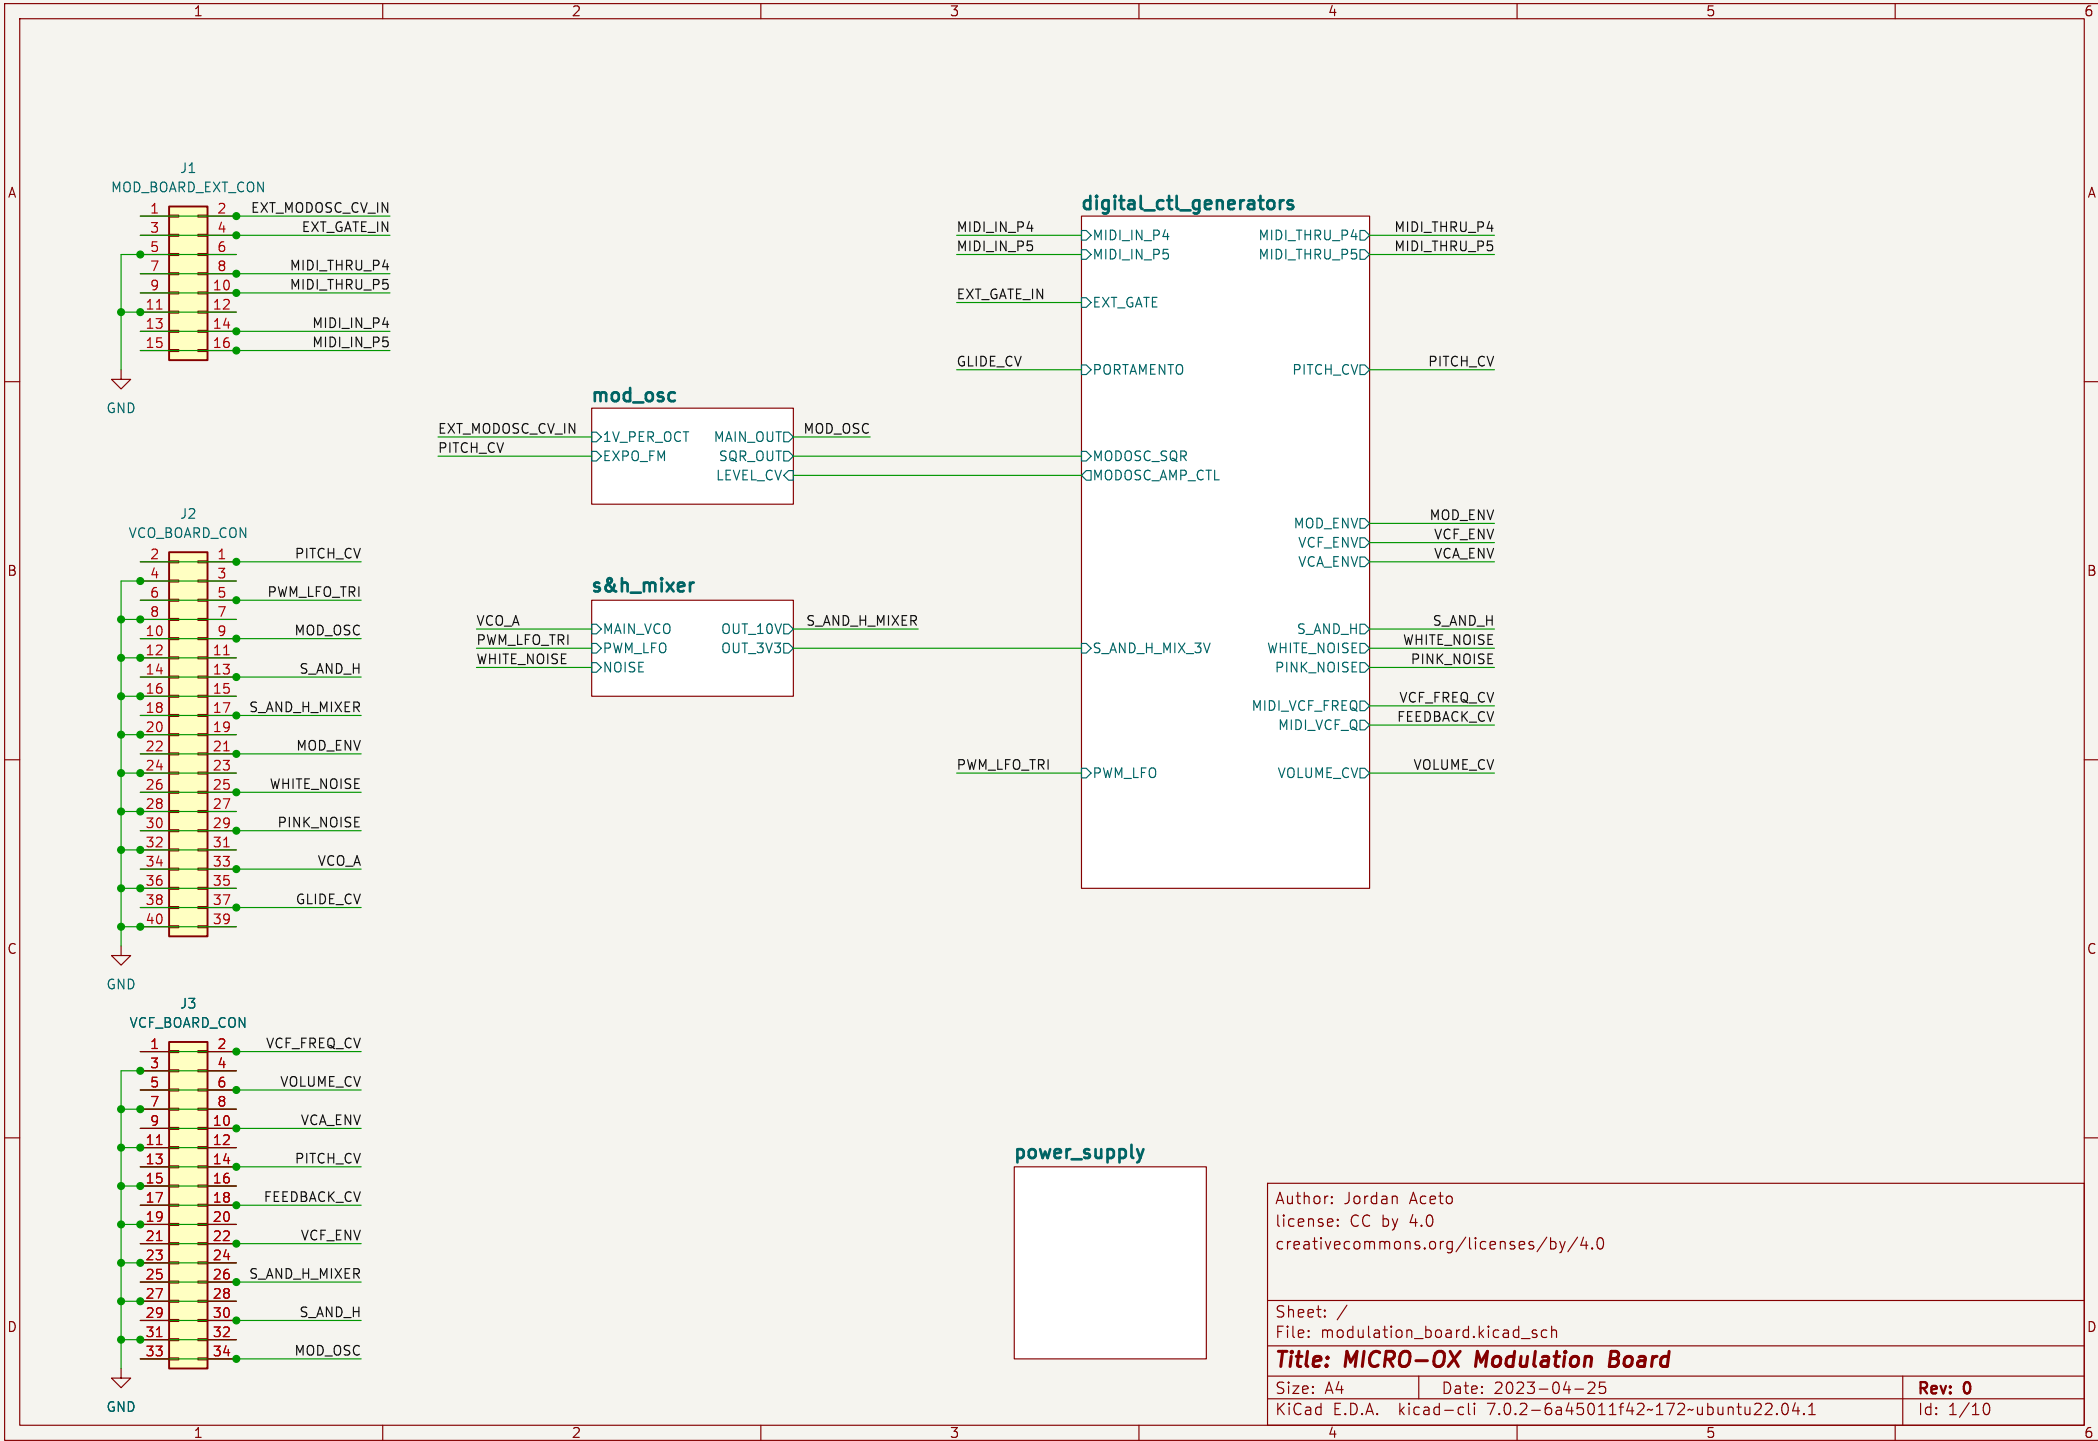 1 2 3 4 5 6
A A
B B
C C
D D
J1
MOD_BOARD_EXT_CON
1 2 EXT_MODOSC_CV_IN
3 4 EXT_GATE_IN
5 6
7 8 MIDI_THRU_P4
9 10 MIDI_THRU_P5
11 12
13 14 MIDI_IN_P4
15 16 MIDI_IN_P5
GND
J2
VCO_BOARD_CON
2 1 PITCH_CV
4 3
6 5 PWM_LFO_TRI
8 7
10 9 MOD_OSC
12 11
14 13 S_AND_H
16 15
18 17 S_AND_H_MIXER
20 19
22 21 MOD_ENV
24 23
26 25 WHITE_NOISE
28 27
30 29 PINK_NOISE
32 31
34 33 VCO_A
36 35
38 37 GLIDE_CV
40 39
GND
J3
VCF_BOARD_CON
1 2 VCF_FREQ_CV
3 4
5 6 VOLUME_CV
7 8
9 10 VCA_ENV
11 12
13 14 PITCH_CV
15 16
17 18 FEEDBACK_CV
19 20
21 22 VCF_ENV
23 24
25 26 S_AND_H_MIXER
27 28
29 30 S_AND_H
31 32
33 34 MOD_OSC
GND
mod_osc
EXT_MODOSC_CV_IN 1V_PER_OCT MAIN_OUT MOD_OSC
PITCH_CV EXPO_FM SQR_OUT
LEVEL_CV
s&h_mixer
VCO_A MAIN_VCO OUT_10V S_AND_H_MIXER
PWM_LFO_TRI PWM_LFO OUT_3V3
WHITE_NOISE NOISE
digital_ctl_generators
MIDI_IN_P4 MIDI_IN_P4 MIDI_THRU_P4 MIDI_THRU_P4
MIDI_IN_P5 MIDI_IN_P5 MIDI_THRU_P5 MIDI_THRU_P5
EXT_GATE_IN EXT_GATE
GLIDE_CV PORTAMENTO PITCH_CV PITCH_CV
MODOSC_SQR
MODOSC_AMP_CTL
MOD_ENV MOD_ENV
VCF_ENV VCF_ENV
VCA_ENV VCA_ENV
S_AND_H S_AND_H
S_AND_H_MIX_3V WHITE_NOISE WHITE_NOISE
PINK_NOISE PINK_NOISE
MIDI_VCF_FREQ VCF_FREQ_CV
MIDI_VCF_Q FEEDBACK_CV
PWM_LFO_TRI PWM_LFO VOLUME_CV VOLUME_CV
power_supply
Author: Jordan Aceto
license: CC by 4.0
creativecommons.org/licenses/by/4.0
Sheet: /
File: modulation_board.kicad_sch
Title: MICRO-OX Modulation Board
Size: A4 Date: 2023-04-25 Rev: 0
KiCad E.D.A. kicad-cli 7.0.2-6a45011f42~172~ubuntu22.04.1 Id: 1/10
1 2 3 4 5 6